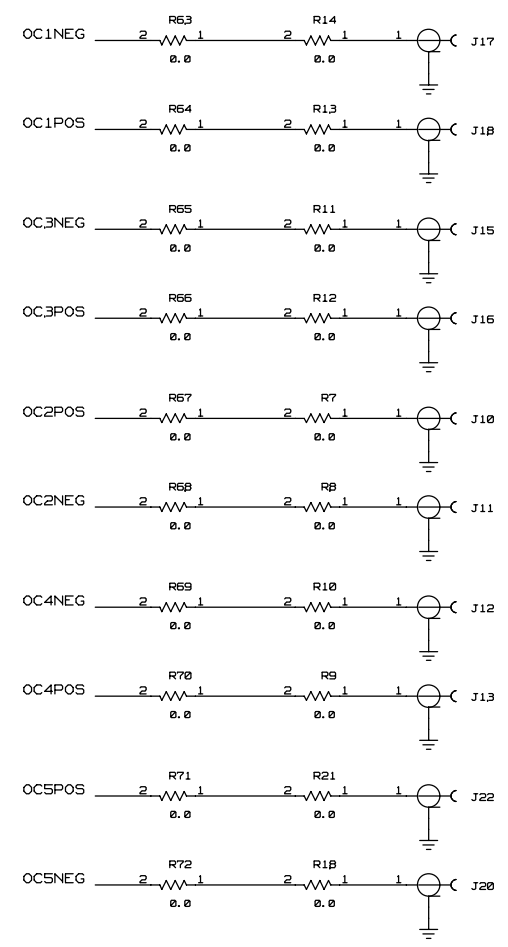 R63 R14
OC1NEG 2 1 2 1 1 J17
0.0 0.0
R64 R13
OC1POS 2 1 2 1 1 J18
0.0 0.0
R65 R11
OC3NEG 2 1 2 1 1 J15
0.0 0.0
R66 R12
OC3POS 2 1 2 1 1 J16
0.0 0.0
R67 R7
OC2POS 2 1 2 1 1 J10
0.0 0.0
R68 R8
OC2NEG 2 1 2 1 1 J11
0.0 0.0
R69 R10
OC4NEG 2 1 2 1 1 J12
0.0 0.0
R70 R9
OC4POS 2 1 2 1 1 J13
0.0 0.0
R71 R21
OC5POS 2 1 2 1 1 J22
0.0 0.0
R72 R18
OC5NEG 2 1 2 1 1 J20
0.0 0.0